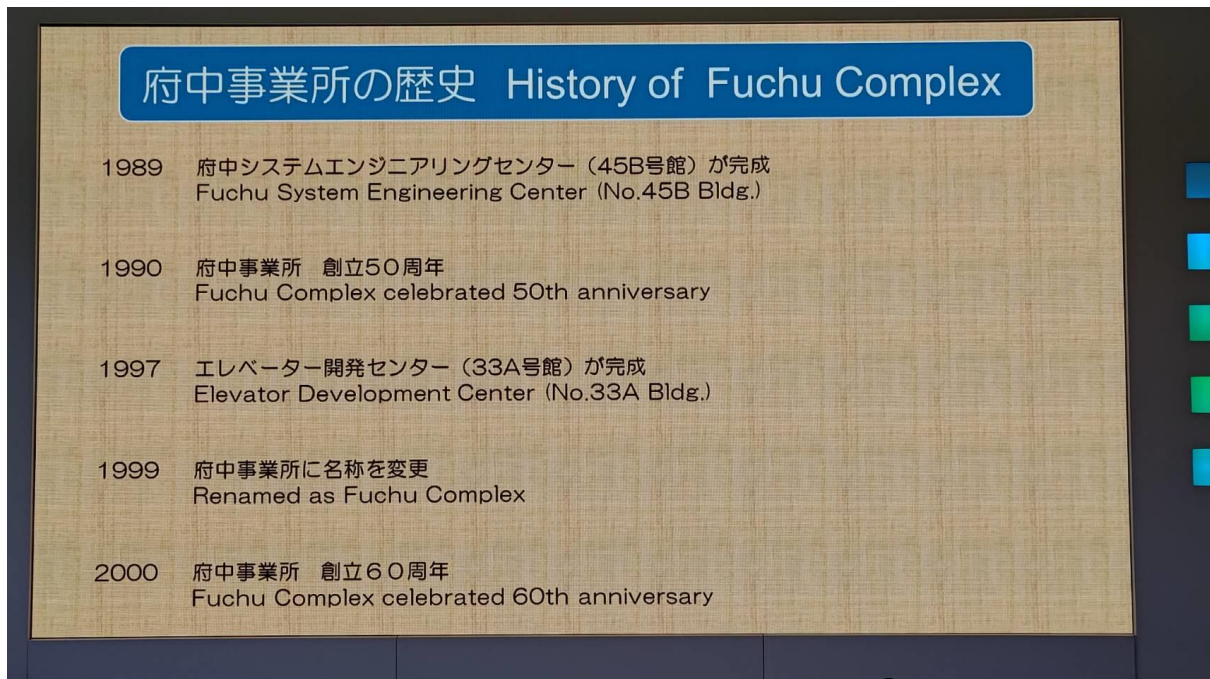 府中事業所の歴史 History of Fuchu Complex
1989 府中システムエンジニアリングセンター（45B号館）が完成
Fuchu System Engineering Center (No.45B Bldg.)
1990 府中事業所 創立50周年
Fuchu Complex celebrated 50th anniversary
1997 エレベーター開発センター（33A号館）が完成
Elevator Development Center (No.33A Bldg.)
1999 府中事業所に名称を変更
Renamed as Fuchu Complex
2000 府中事業所 創立６０周年
Fuchu Complex celebrated 60th anniversary